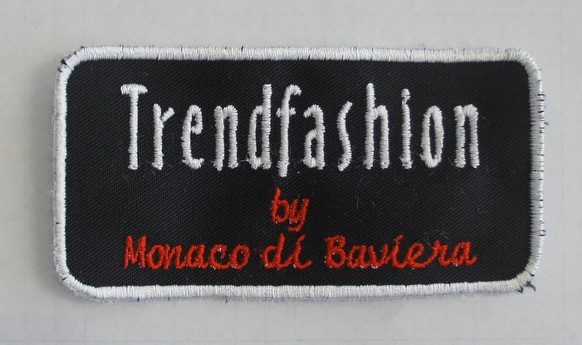 Trendfashion
by
Monaco di Baviera